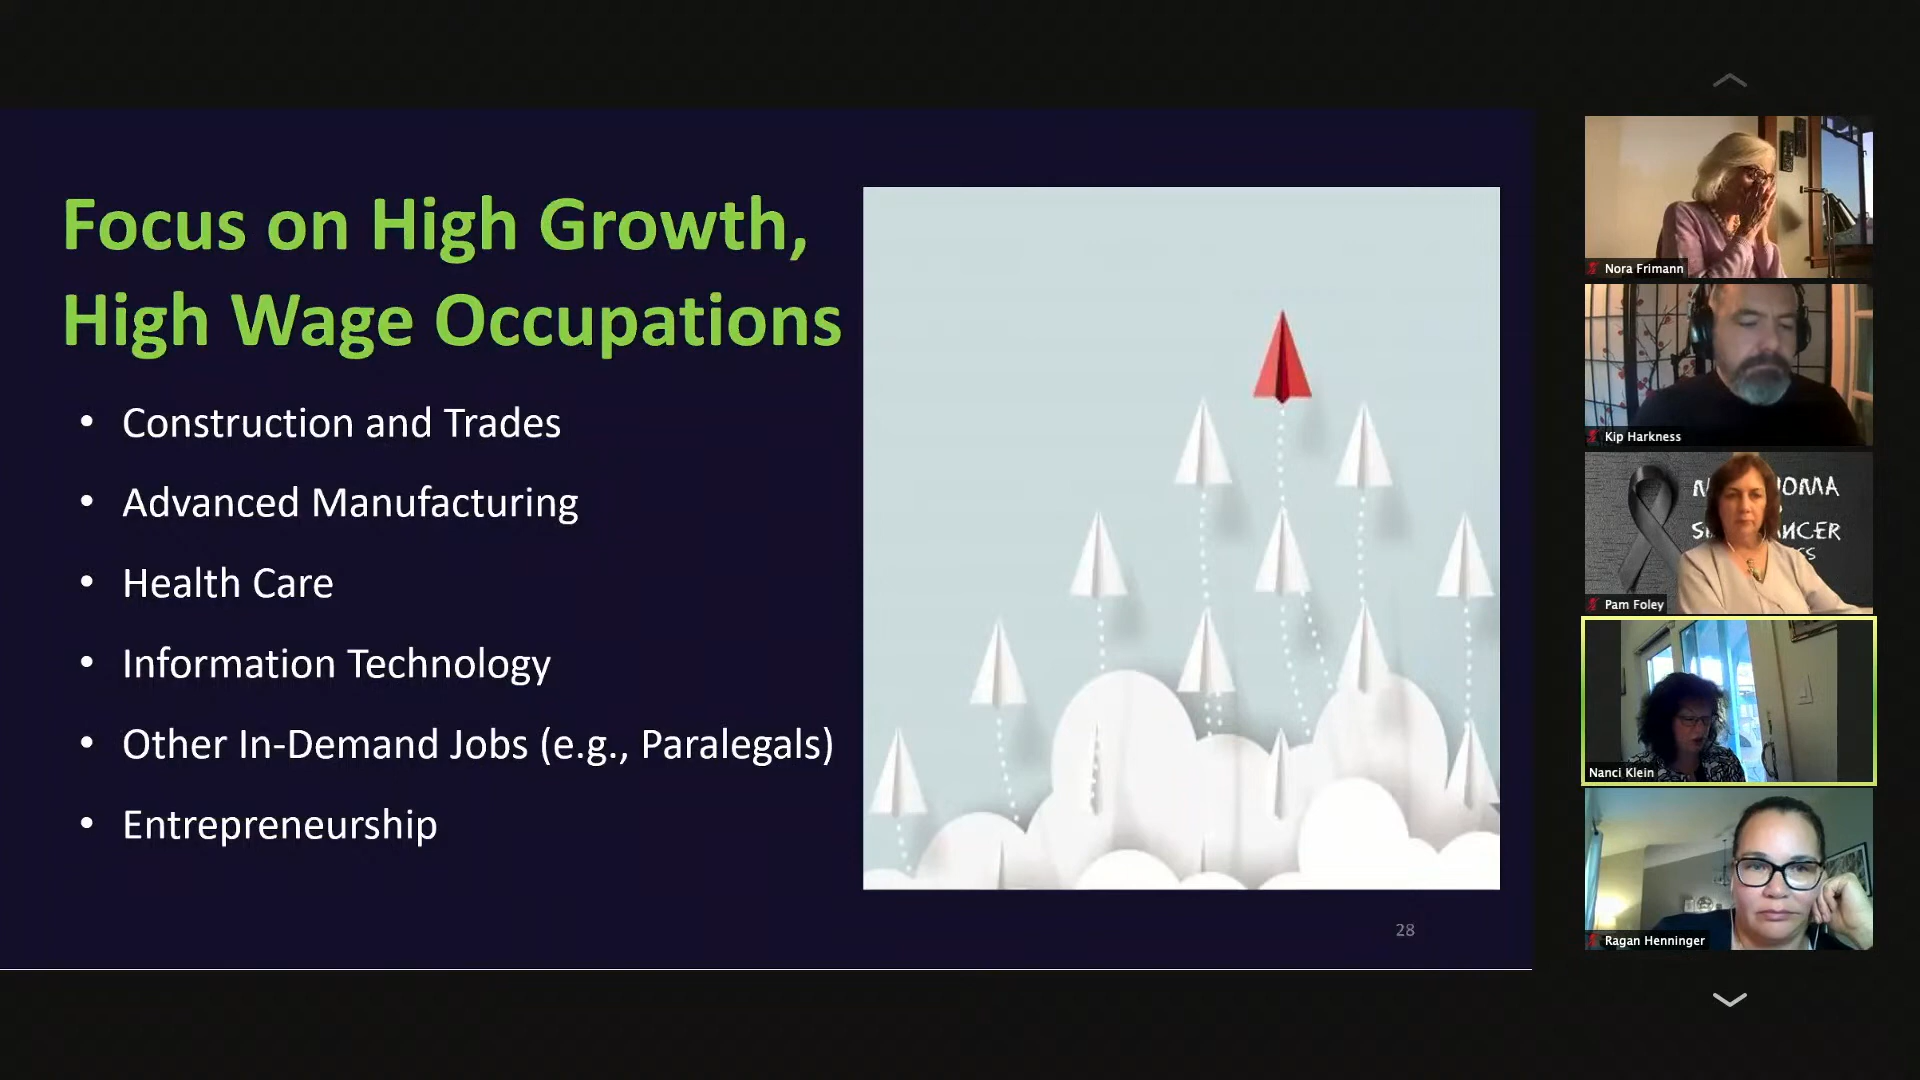 Focus on High Growth,
High Wage Occupations
• Construction and Trades
• Advanced Manufacturing
• Health Care
• Information Technology
• Other In-Demand Jobs (e.g., Paralegals)
• Entrepreneurship
28
Nora Frimann
Kip Harkness
Pam Foley
Nanci Klein
Ragan Henninger